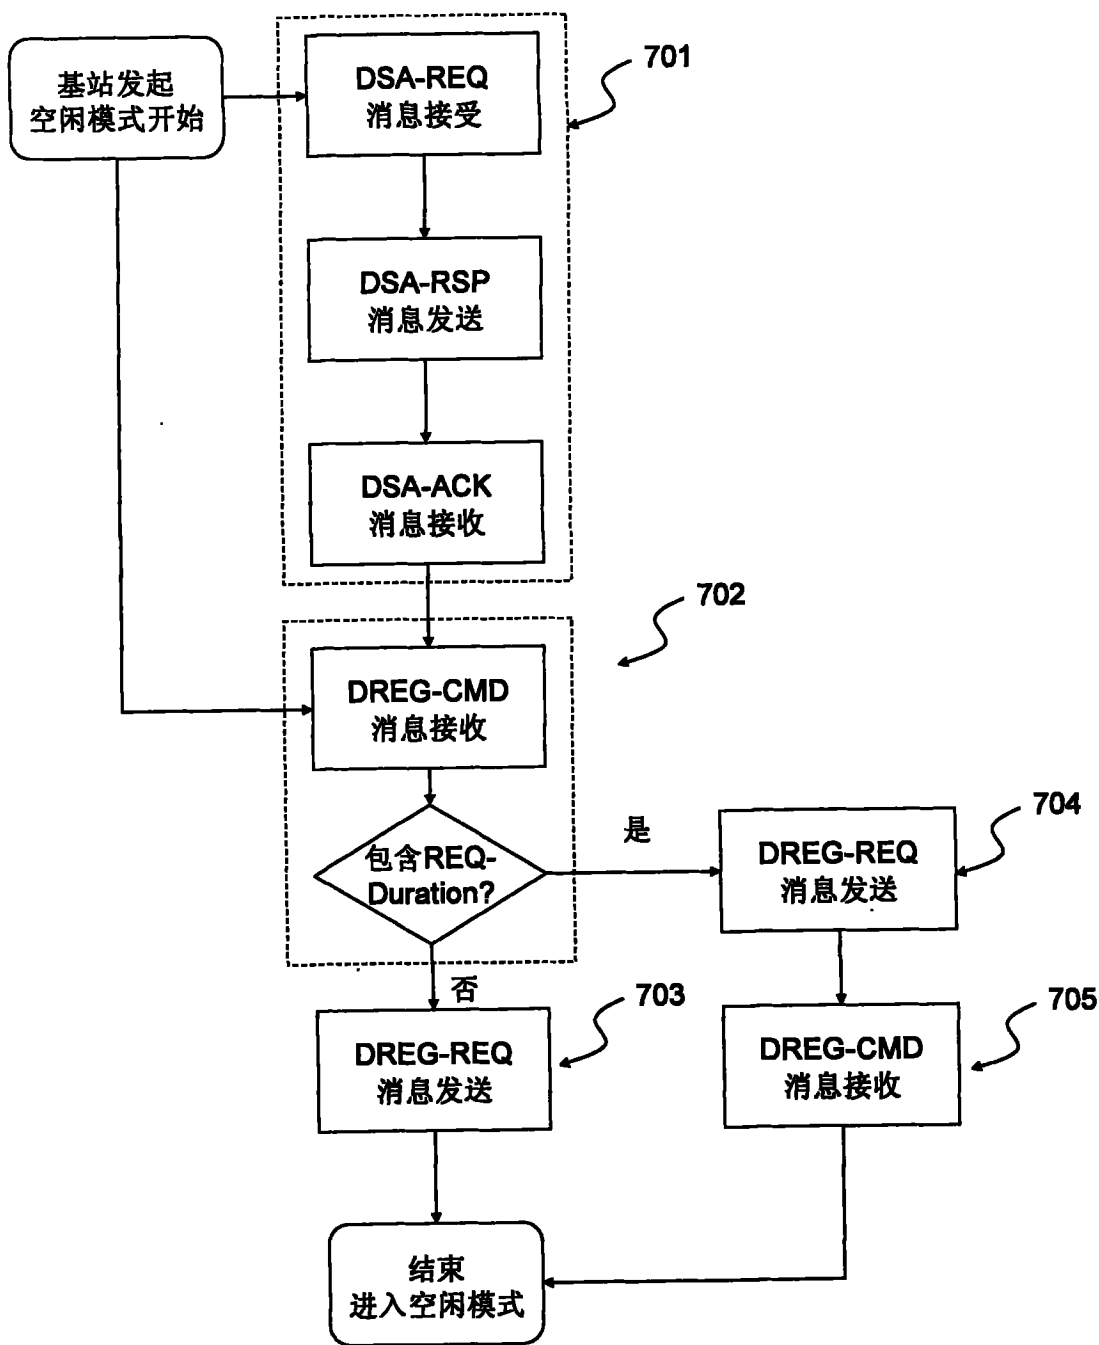 基站发起
空闲模式开始
DSA-REQ
消息接受
701
DSA-RSP
消息发送
DSA-ACK
消息接收
702
DREG-CMD
消息接收
包含REQ-
Duration?
是
DREG-REQ
消息发送
704
否
DREG-REQ
消息发送
703
DREG-CMD
消息接收
705
结束
进入空闲模式